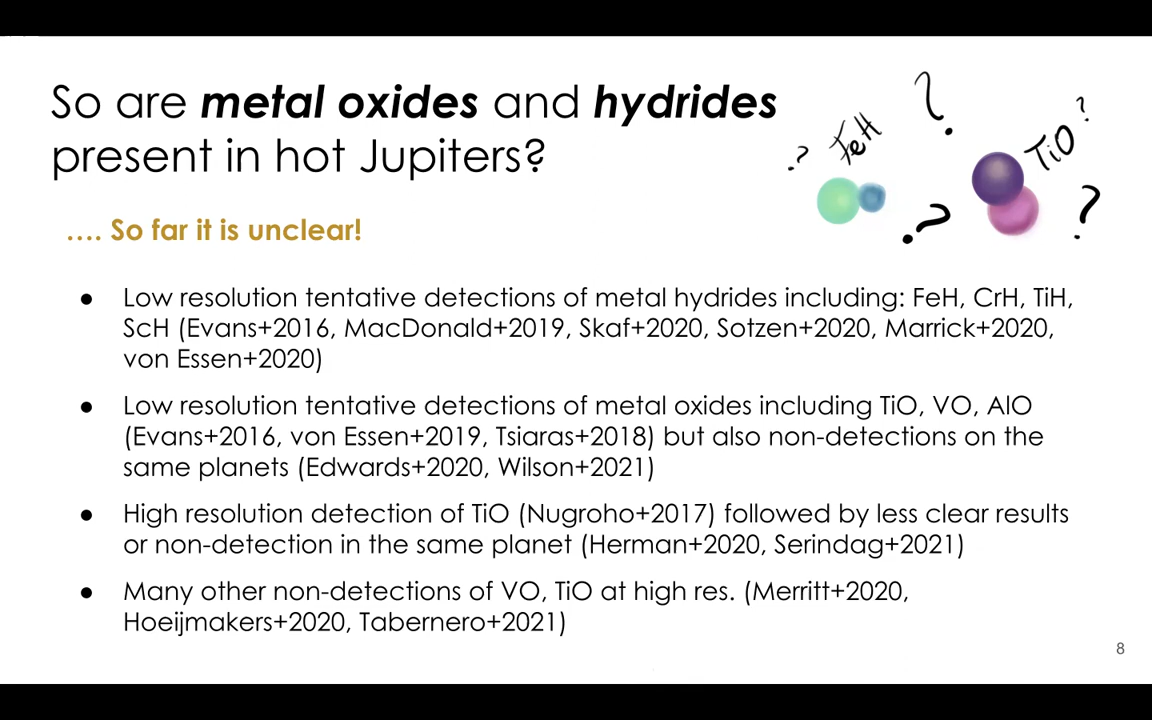 So are metal oxides and hydrides
present in hot Jupiters?
? FeH ? TiO ?
? ?
.... So far it is unclear!
● Low resolution tentative detections of metal hydrides including: FeH, CrH, TiH,
ScH (Evans+2016, MacDonald+2019, Skaf+2020, Sotzen+2020, Marrick+2020,
von Essen+2020)
● Low resolution tentative detections of metal oxides including TiO, VO, AlO
(Evans+2016, von Essen+2019, Tsiaras+2018) but also non-detections on the
same planets (Edwards+2020, Wilson+2021)
● High resolution detection of TiO (Nugroho+2017) followed by less clear results
or non-detection in the same planet (Herman+2020, Serindag+2021)
● Many other non-detections of VO, TiO at high res. (Merritt+2020,
Hoeijmakers+2020, Tabernero+2021)
8